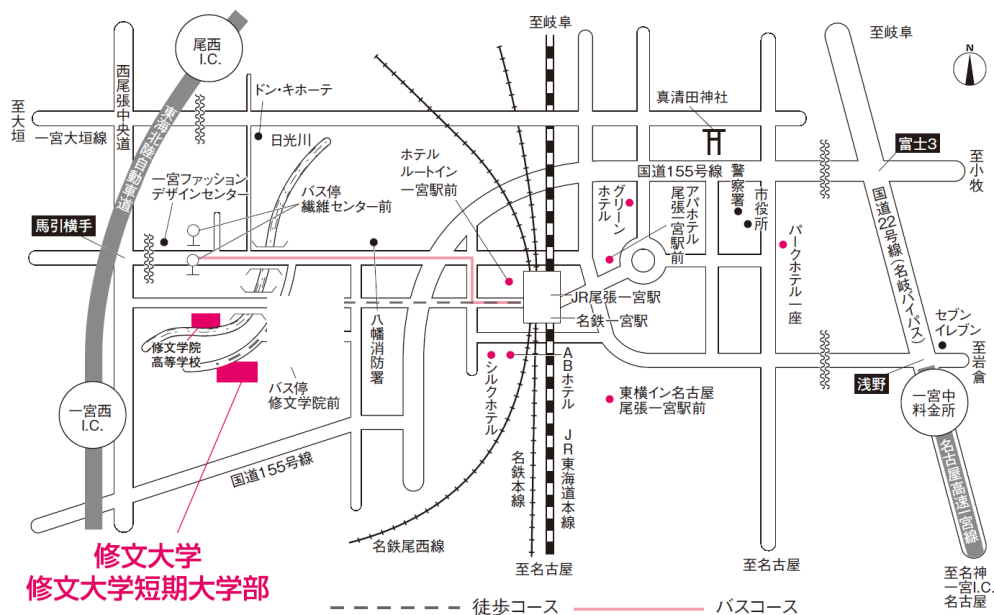 至岐阜
至岐阜
N
尾西
I.C.
西尾張中央道
至大垣
一宮大垣線
東海北陸自動車道
ドン・キホーテ
日光川
真清田神社
富士3
至小牧
ホテル
ルートイン
一宮駅前
国道155号線
一宮ファッション
デザインセンター
バス停
繊維センター前
馬引横手
グリーン
ホテル
アパホテル
尾張一宮駅前
警察署
市役所
パークホテル一座
国道22号線(名岐バイパス)
JR尾張一宮駅
名鉄一宮駅
セブン
イレブン
至岩倉
浅野
修文学院
高等学校
八幡消防署
バス停
修文学院前
シルクホテル
ABホテル
東横イン名古屋
尾張一宮駅前
一宮西
I.C.
一宮中
料金所
国道155号線
名鉄本線
JR東海道本線
名古屋高速一宮線
名鉄尾西線
至名古屋
至名古屋
至名神
一宮I.C.
名古屋
修文大学
修文大学短期大学部
徒歩コース
バスコース